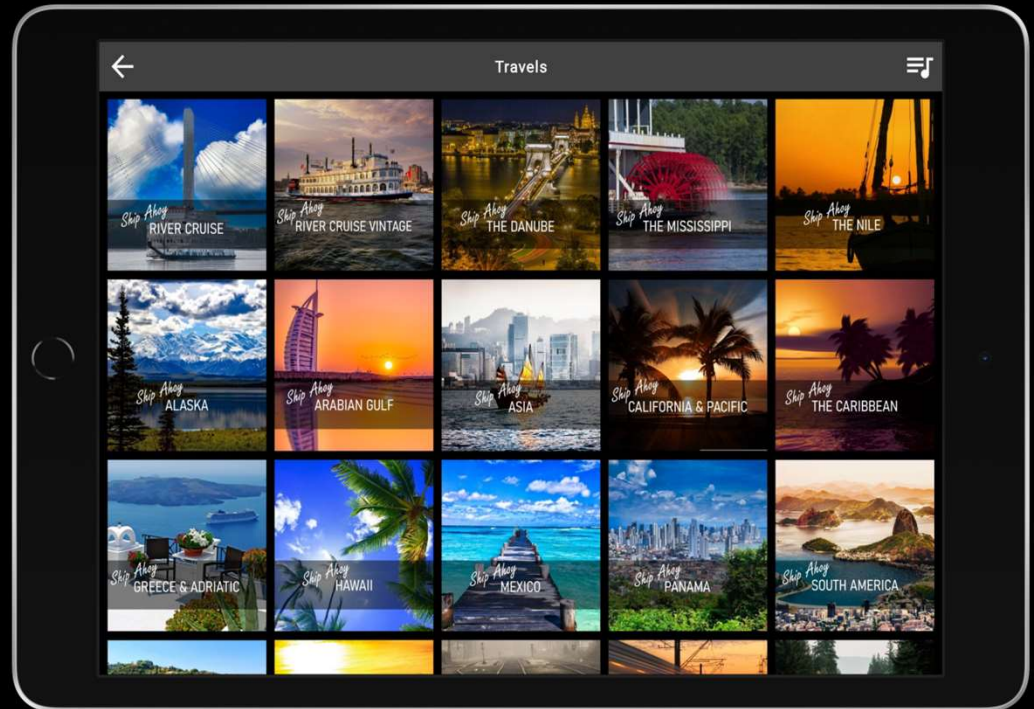 Travels
Ship Ahoy
RIVER CRUISE
Ship Ahoy
RIVER CRUISE VINTAGE
Ship Ahoy
THE DANUBE
Ship Ahoy
THE MISSISSIPPI
Ship Ahoy
THE NILE
Ship Ahoy
ALASKA
Ship Ahoy
ARABIAN GULF
Ship Ahoy
ASIA
Ship Ahoy
CALIFORNIA & PACIFIC
Ship Ahoy
THE CARIBBEAN
Ship Ahoy
GREECE & ADRIATIC
Ship Ahoy
HAWAII
Ship Ahoy
MEXICO
Ship Ahoy
PANAMA
Ship Ahoy
SOUTH AMERICA